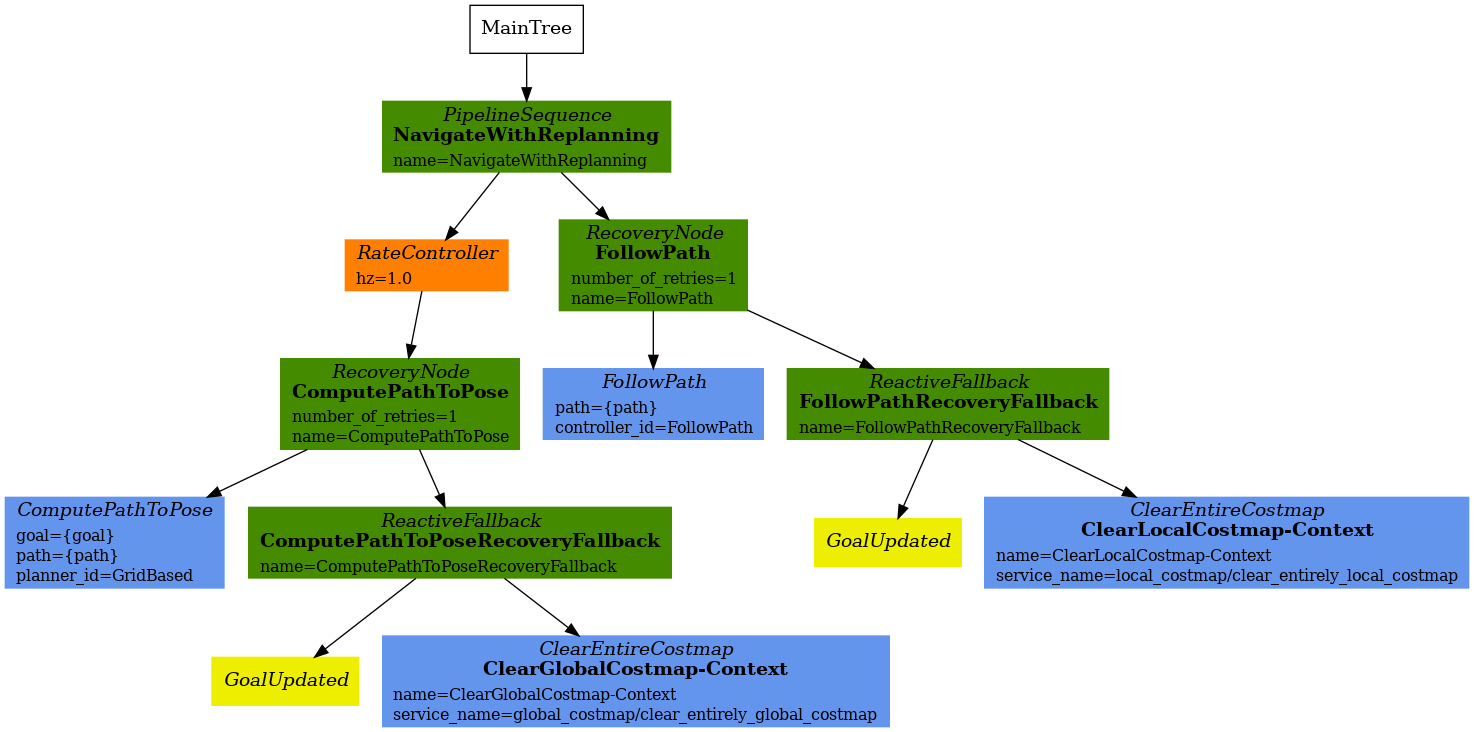 MainTree
PipelineSequence
NavigateWithReplanning
name=NavigateWithReplanning
RateController
hz=1.0
RecoveryNode
FollowPath
number_of_retries=1
name=FollowPath
RecoveryNode
ComputePathToPose
number_of_retries=1
name=ComputePathToPose
FollowPath
path={path}
controller_id=FollowPath
ReactiveFallback
FollowPathRecoveryFallback
name=FollowPathRecoveryFallback
ComputePathToPose
goal={goal}
path={path}
planner_id=GridBased
ReactiveFallback
ComputePathToPoseRecoveryFallback
name=ComputePathToPoseRecoveryFallback
GoalUpdated
ClearEntireCostmap
ClearLocalCostmap-Context
name=ClearLocalCostmap-Context
service_name=local_costmap/clear_entirely_local_costmap
GoalUpdated
ClearEntireCostmap
ClearGlobalCostmap-Context
name=ClearGlobalCostmap-Context
service_name=global_costmap/clear_entirely_global_costmap